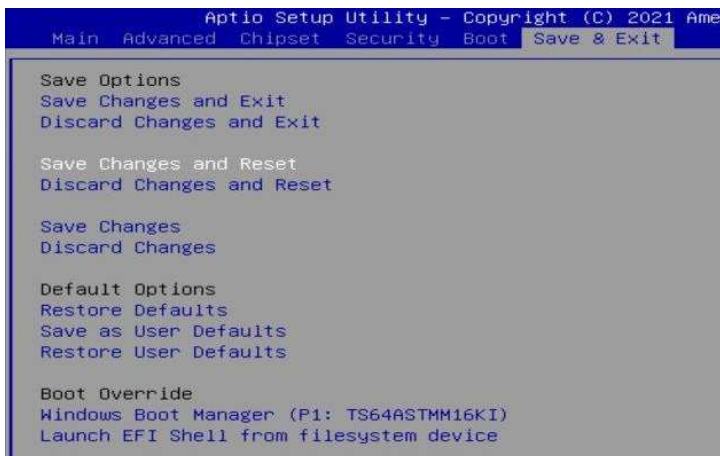 Aptio Setup Utility – Copyright (C) 2021 Ame
Main Advanced Chipset Security Boot Save & Exit
Save Options
Save Changes and Exit
Discard Changes and Exit
Save Changes and Reset
Discard Changes and Reset
Save Changes
Discard Changes
Default Options
Restore Defaults
Save as User Defaults
Restore User Defaults
Boot Override
Windows Boot Manager (P1: TS64ASTMM16KI)
Launch EFI Shell from filesystem device